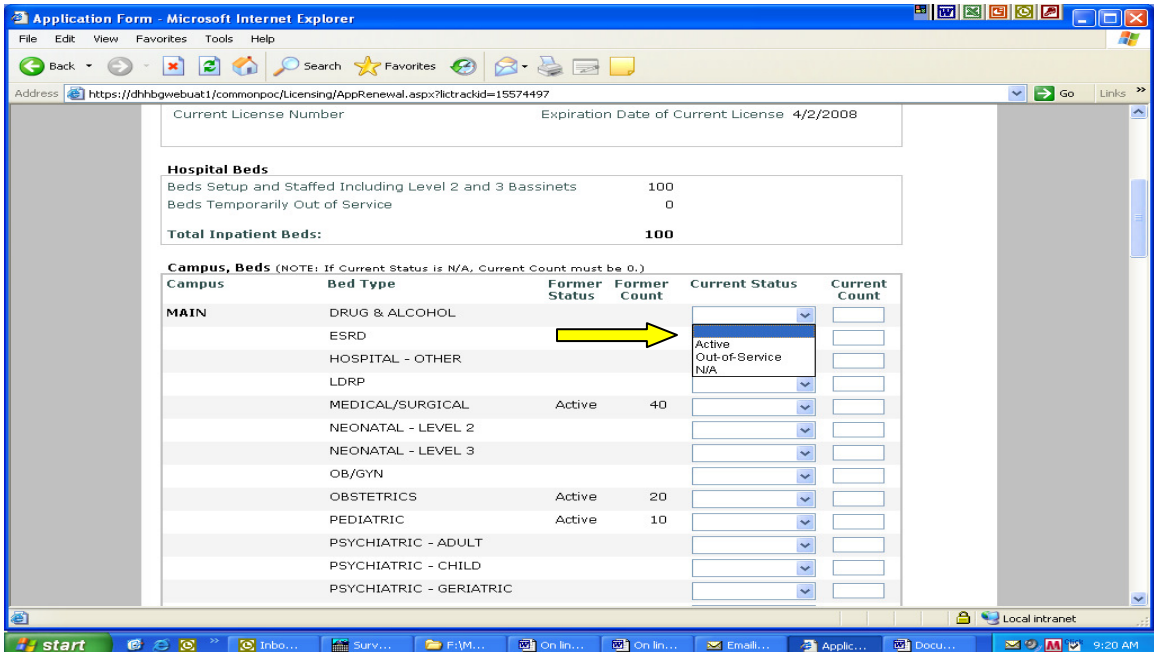 Application Form - Microsoft Internet Explorer
File Edit View Favorites Tools Help
Back Search Favorites
Address https://dhhbgwebuat1/commonpoc/Licensing/AppRenewal.aspx?lictrackid=15574497 Go Links »
Current License Number Expiration Date of Current License 4/2/2008
Hospital Beds
Beds Setup and Staffed Including Level 2 and 3 Bassinets 100
Beds Temporarily Out of Service 0
Total Inpatient Beds: 100
Campus, Beds (NOTE: If Current Status is N/A, Current Count must be 0.)
Campus Bed Type Former Status Former Count Current Status Current Count
MAIN DRUG & ALCOHOL
ESRD
Active
HOSPITAL - OTHER Out-of-Service
N/A
LDRP
MEDICAL/SURGICAL Active 40
NEONATAL - LEVEL 2
NEONATAL - LEVEL 3
OB/GYN
OBSTETRICS Active 20
PEDIATRIC Active 10
PSYCHIATRIC - ADULT
PSYCHIATRIC - CHILD
PSYCHIATRIC - GERIATRIC
Local intranet
start » Inbo... Surv... F:\M... On lin... On lin... Emaili... Applic... Docu... 9:20 AM